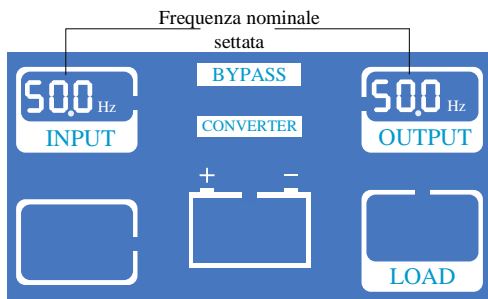 Frequenza nominale
settata
50.0 Hz
INPUT
BYPASS
CONVERTER
50.0 Hz
OUTPUT
+ −
LOAD